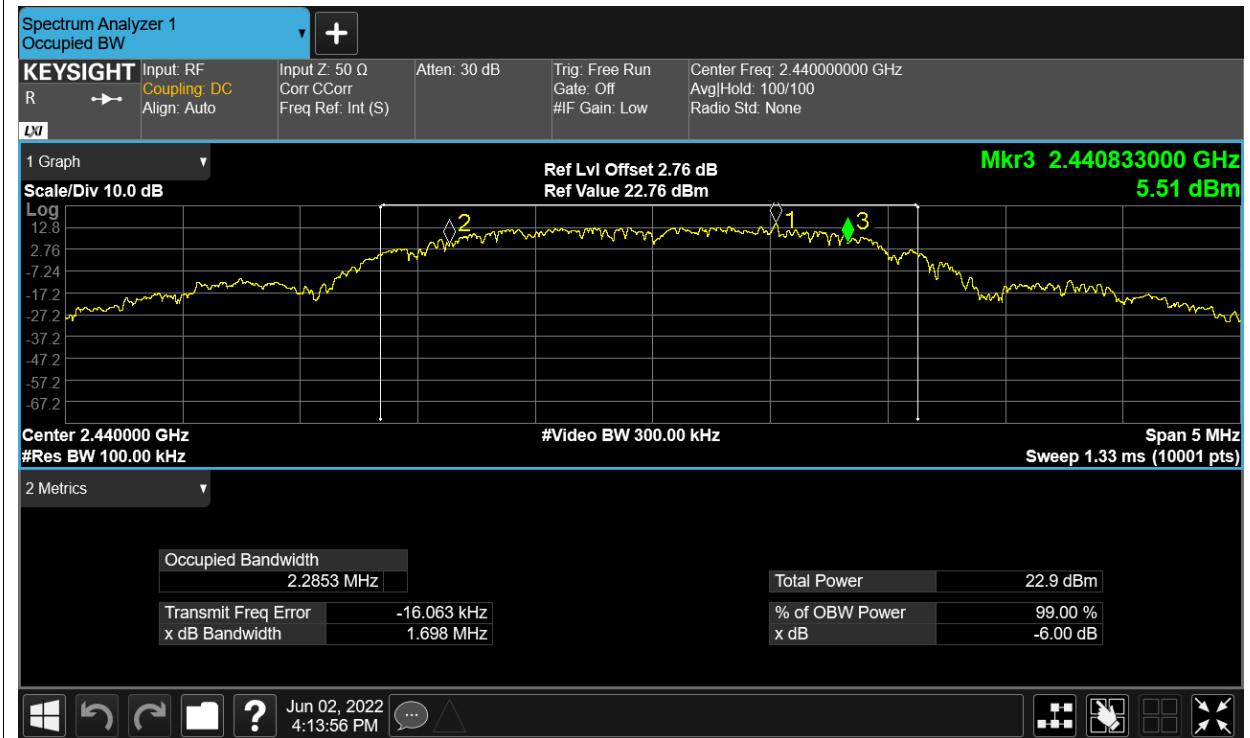 Spectrum Analyzer 1
Occupied BW
KEYSIGHT
R
LXI
Input: RF
Coupling: DC
Align: Auto
Input Z: 50 Ω
Corr CCorr
Freq Ref: Int (S)
Atten: 30 dB
Trig: Free Run
Gate: Off
#IF Gain: Low
Center Freq: 2.440000000 GHz
Avg|Hold: 100/100
Radio Std: None
1 Graph
Scale/Div 10.0 dB
Ref Lvl Offset 2.76 dB
Ref Value 22.76 dBm
Mkr3 2.440833000 GHz
5.51 dBm
Log
12.8
2.76
-7.24
-17.2
-27.2
-37.2
-47.2
-57.2
-67.2
2
1
3
Center 2.440000 GHz
#Res BW 100.00 kHz
#Video BW 300.00 kHz
Span 5 MHz
Sweep 1.33 ms (10001 pts)
2 Metrics
Occupied Bandwidth
2.2853 MHz
Transmit Freq Error -16.063 kHz
x dB Bandwidth 1.698 MHz
Total Power 22.9 dBm
% of OBW Power 99.00 %
x dB -6.00 dB
Jun 02, 2022
4:13:56 PM